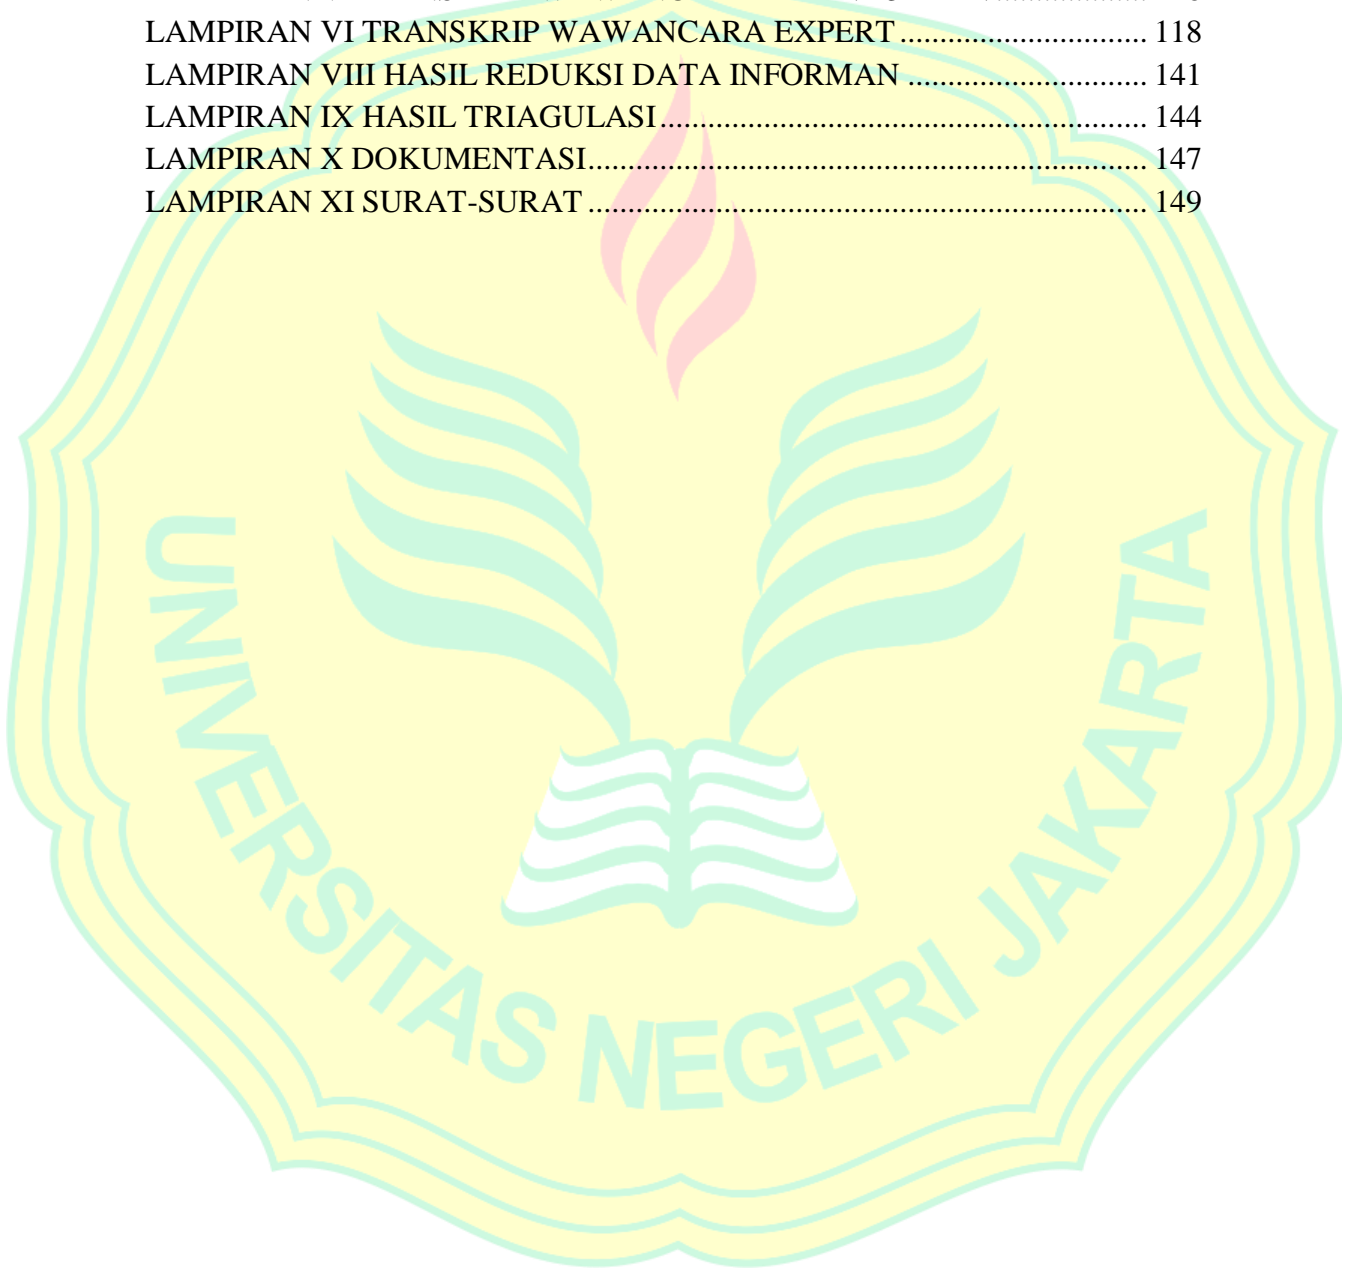 LAMPIRAN VI TRANSKRIP WAWANCARA EXPERT ............................ 118
LAMPIRAN VIII HASIL REDUKSI DATA INFORMAN ........................... 141
LAMPIRAN IX HASIL TRIAGULASI ........................................................ 144
LAMPIRAN X DOKUMENTASI ................................................................ 147
LAMPIRAN XI SURAT-SURAT ................................................................ 149
UNIVERSITAS NEGERI JAKARTA